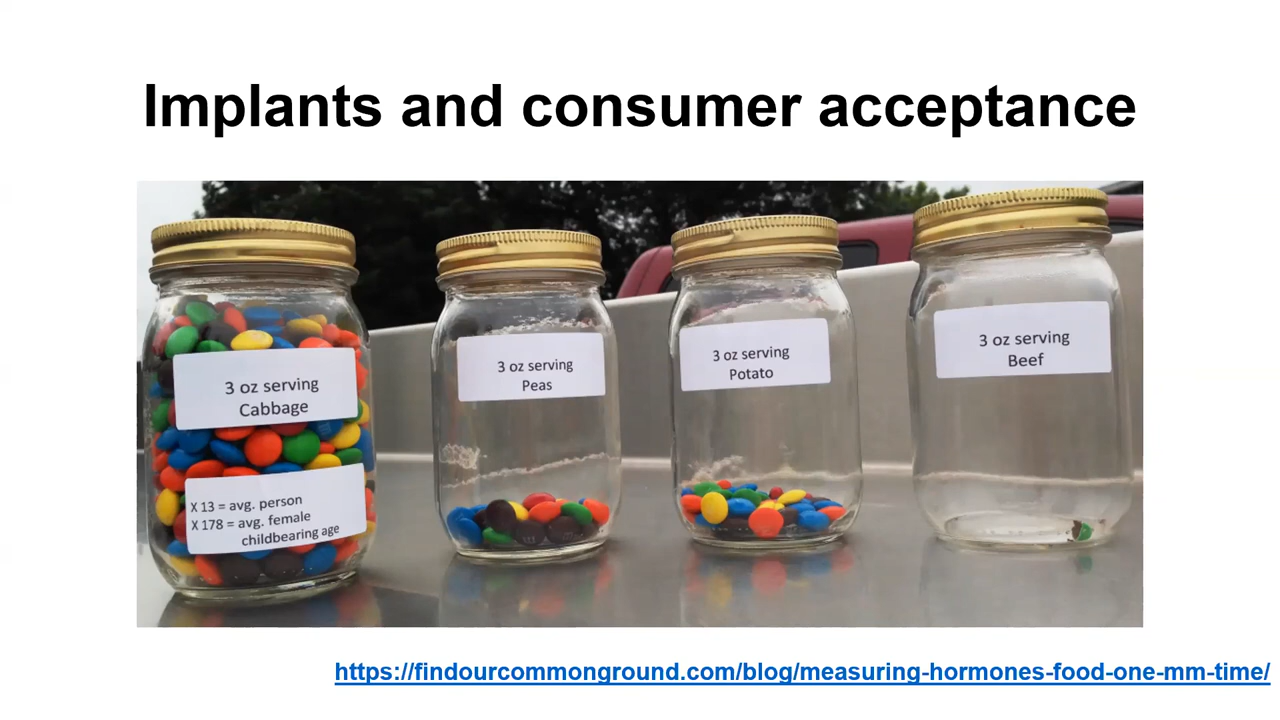 Implants and consumer acceptance
3 oz serving
Cabbage
X 13 = avg. person
X 178 = avg. female
childbearing age
3 oz serving
Peas
3 oz serving
Potato
3 oz serving
Beef
https://findourcommonground.com/blog/measuring-hormones-food-one-mm-time/